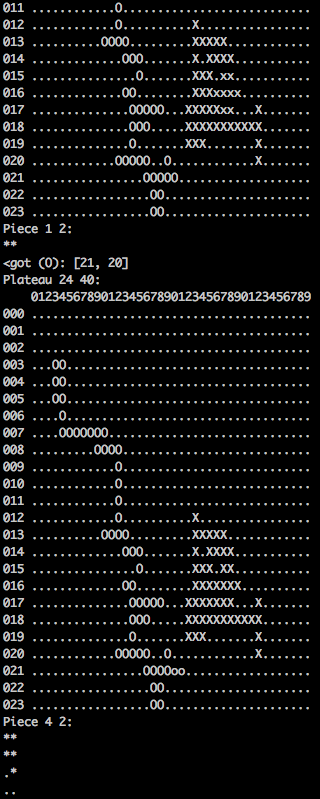 011 ............O...........................
012 ............O..........X................
013 ..........OOOO.........XXXXX............
014 .............OOO.......X.XXXX...........
015 ...............O.......XXX.xx...........
016 .............OO........XXXxxxx..........
017 ..............OOOOO...XXXXXxx...X.......
018 ..............OOO.....XXXXXXXXXXX.......
019 ..............O.......XXX.......X.......
020 ............OOOOO..O............X.......
021 ................OOOOO...................
022 .................OO.....................
023 .................OO.....................
Piece 1 2:
**
<got (O): [21, 20]
Plateau 24 40:
    0123456789012345678901234567890123456789
000 ........................................
001 ........................................
002 ........................................
003 ...OO...................................
004 ...OO...................................
005 ...OO...................................
006 ....O...................................
007 ....OOOOOOO.............................
008 .........OOOO...........................
009 ............O...........................
010 ............O...........................
011 ............O...........................
012 ............O..........X................
013 ..........OOOO.........XXXXX............
014 .............OOO.......X.XXXX...........
015 ...............O.......XXX.XX...........
016 .............OO........XXXXXXX..........
017 ..............OOOOO...XXXXXXX...X.......
018 ..............OOO.....XXXXXXXXXXX.......
019 ..............O.......XXX.......X.......
020 ............OOOOO..O............X.......
021 ................OOOOoo..................
022 .................OO.....................
023 .................OO.....................
Piece 4 2:
**
**
.*
..